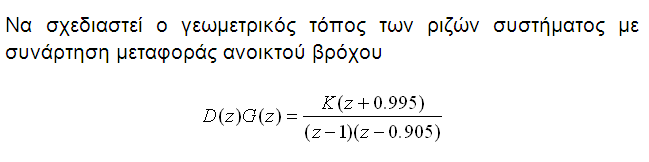 Να σχεδιαστεί ο γεωμετρικός τόπος των ριζών συστήματος με
συνάρτηση μεταφοράς ανοικτού βρόχου
D(z)G(z) = K(z + 0.995) / (z − 1)(z − 0.905)